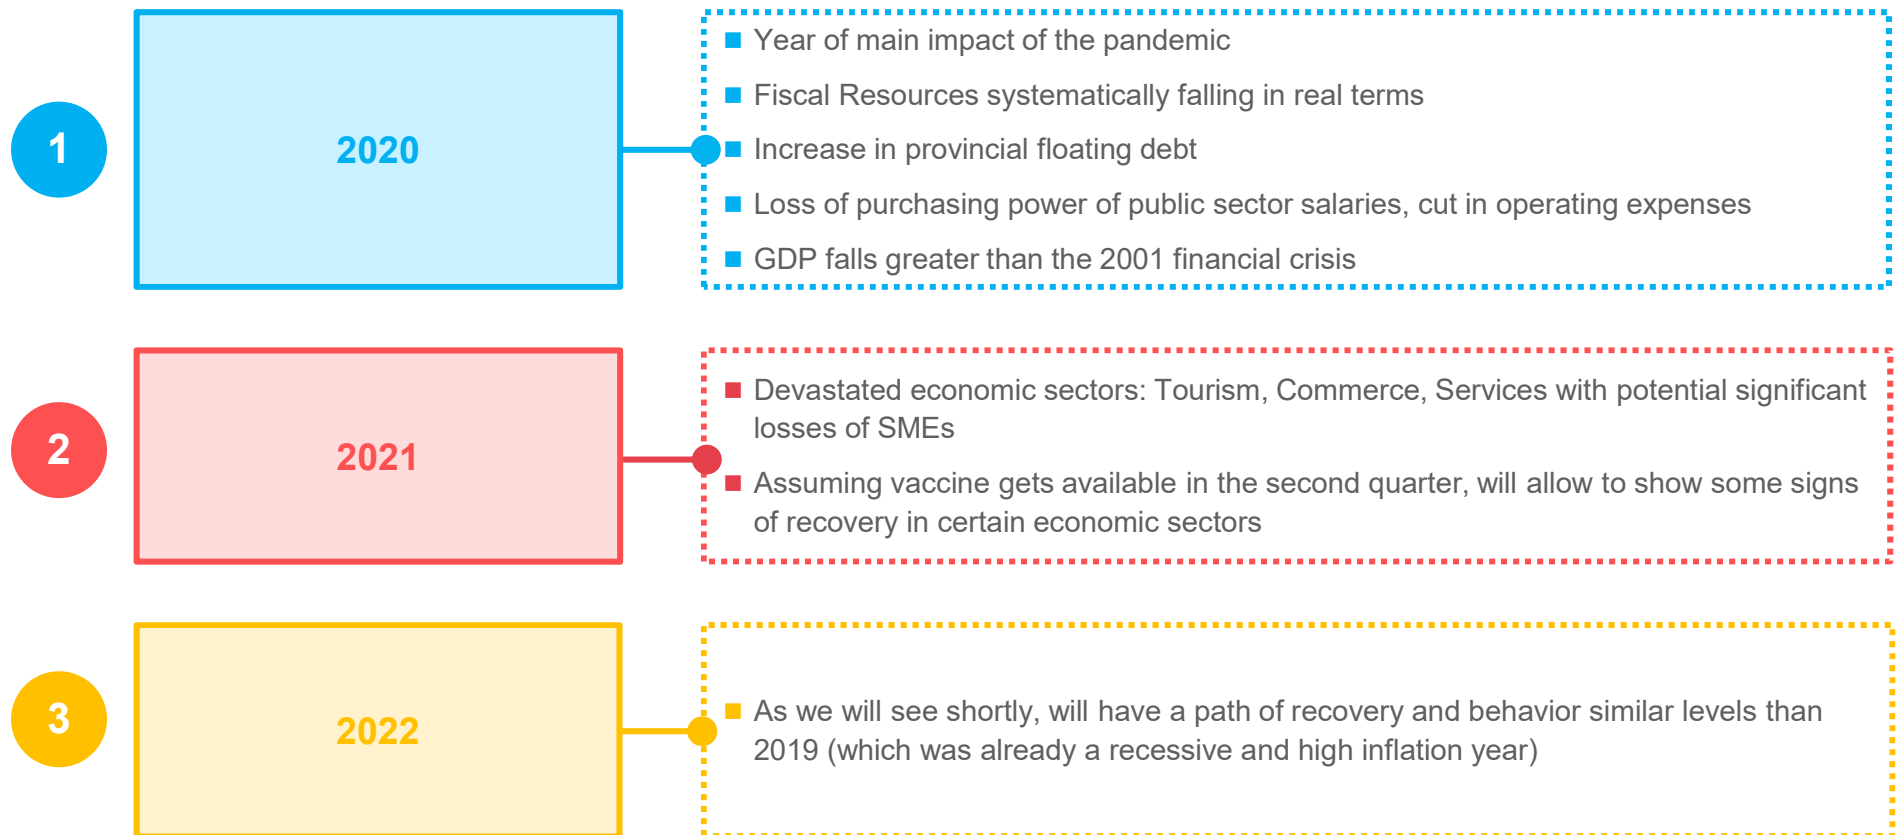 1
2020
Year of main impact of the pandemic
Fiscal Resources systematically falling in real terms
Increase in provincial floating debt
Loss of purchasing power of public sector salaries, cut in operating expenses
GDP falls greater than the 2001 financial crisis
2
2021
Devastated economic sectors: Tourism, Commerce, Services with potential significant
losses of SMEs
Assuming vaccine gets available in the second quarter, will allow to show some signs
of recovery in certain economic sectors
3
2022
As we will see shortly, will have a path of recovery and behavior similar levels than
2019 (which was already a recessive and high inflation year)